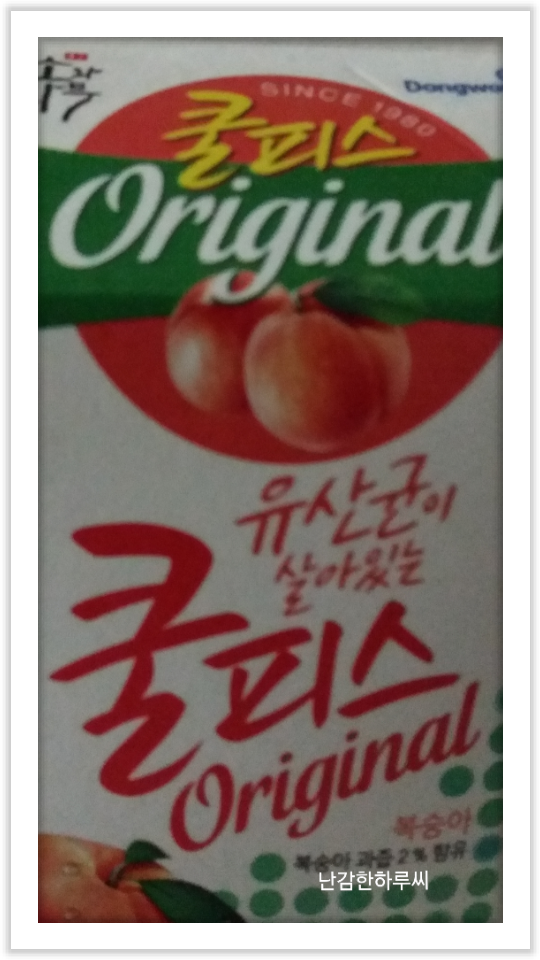 SINCE 1980
쿨피스
Original
유산균이
살아있는
쿨피스
Original
복숭아
복숭아 과즙 2% 함유
난감한하루씨